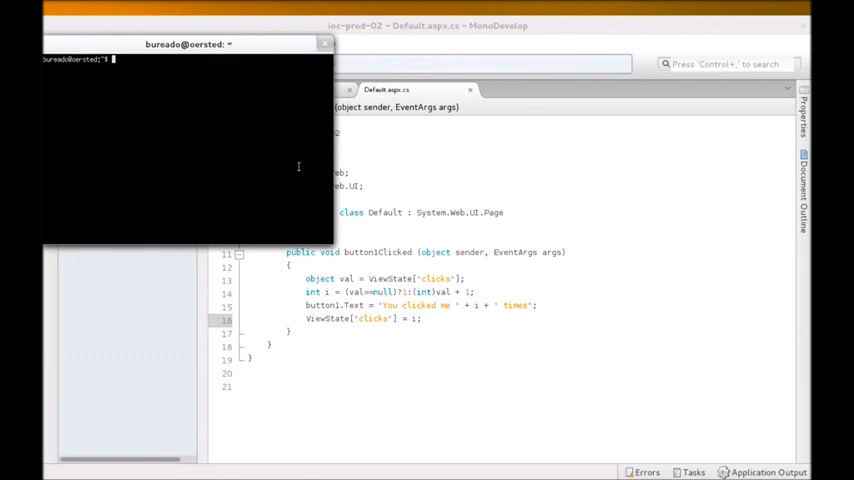 ioc-prod-02 - Default.aspx.cs - MonoDevelop
bureado@oersted: ~
bureado@oersted:~$
Press 'Control+,' to search
Default.aspx.cs
(object sender, EventArgs args)
2
eb;
eb.UI;
class Default : System.Web.UI.Page
11 public void button1Clicked (object sender, EventArgs args)
12 {
13 object val = ViewState["clicks"];
14 int i = (val==null)?1:(int)val + 1;
15 button1.Text = "You clicked me " + i + " times";
16 ViewState["clicks"] = i;
17 }
18 }
19 }
20
21
Properties
Document Outline
Errors
Tasks
Application Output